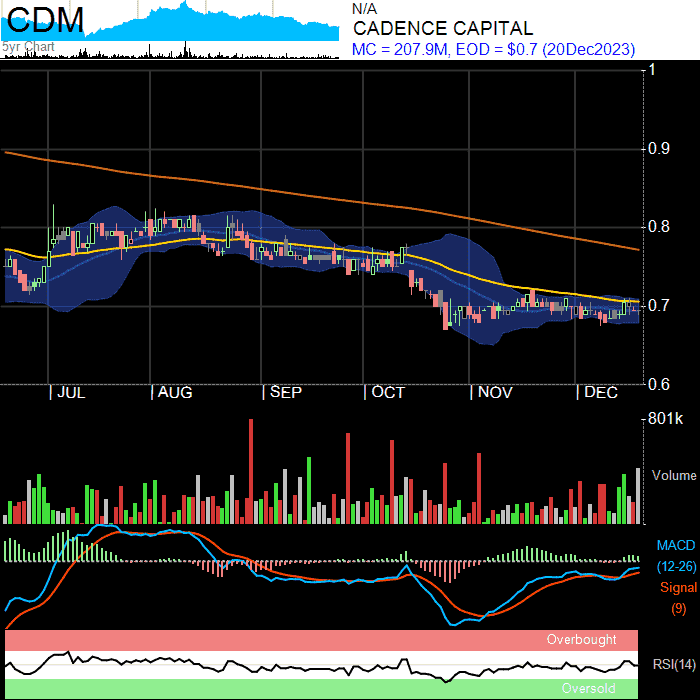 CDM
5yr Chart
N/A
CADENCE CAPITAL
MC = 207.9M, EOD = $0.7 (20Dec2023)
1
0.9
0.8
0.7
0.6
| JUL | AUG | SEP | OCT | NOV | DEC
801k
Volume
MACD
(12-26)
Signal
(9)
Overbought
RSI(14)
Oversold